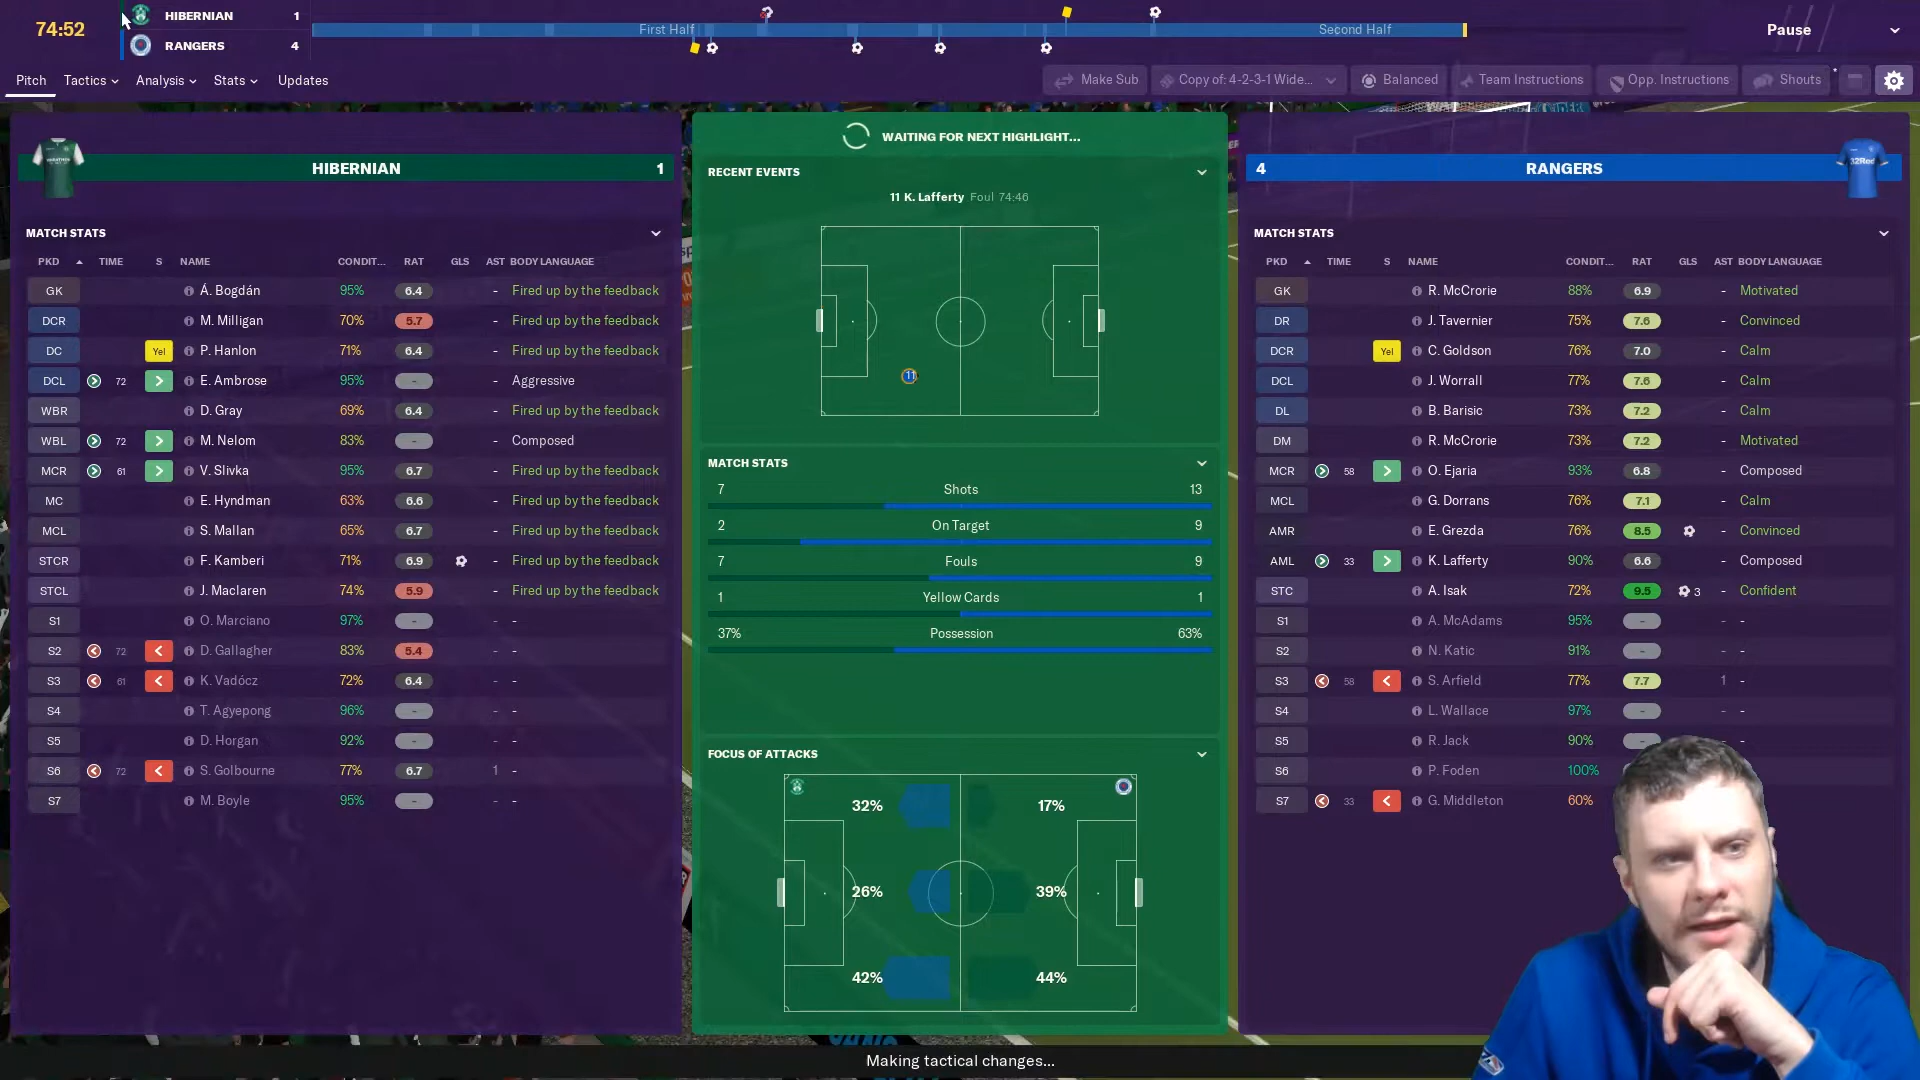 74:52
HIBERNIAN 1
RANGERS 4
First Half
Second Half
Pause
Pitch Tactics Analysis Stats Updates
Make Sub Copy of: 4-2-3-1 Wide... Balanced Team Instructions Opp. Instructions Shouts
HIBERNIAN 1
MATCH STATS
PKD TIME S NAME CONDIT... RAT GLS AST BODY LANGUAGE
GK Á. Bogdán 95% 6.4 - Fired up by the feedback
DCR M. Milligan 70% 5.7 - Fired up by the feedback
DC Yel P. Hanlon 71% 6.4 - Fired up by the feedback
DCL 72 E. Ambrose 95% - - Aggressive
WBR D. Gray 69% 6.4 - Fired up by the feedback
WBL 72 M. Nelom 83% - - Composed
MCR 61 V. Slivka 95% 6.7 - Fired up by the feedback
MC E. Hyndman 63% 6.6 - Fired up by the feedback
MCL S. Mallan 65% 6.7 - Fired up by the feedback
STCR F. Kamberi 71% 6.9 - Fired up by the feedback
STCL J. Maclaren 74% 5.9 - Fired up by the feedback
S1 O. Marciano 97% - - -
S2 72 D. Gallagher 83% 5.4 - -
S3 61 K. Vadócz 72% 6.4 - -
S4 T. Agyepong 96% - - -
S5 D. Horgan 92% - - -
S6 72 S. Golbourne 77% 6.7 1 -
S7 M. Boyle 95% - - -
WAITING FOR NEXT HIGHLIGHT...
RECENT EVENTS
11 K. Lafferty Foul 74:46
11
MATCH STATS
7 Shots 13
2 On Target 9
7 Fouls 9
1 Yellow Cards 1
37% Possession 63%
FOCUS OF ATTACKS
32% 17%
26% 39%
42% 44%
4 RANGERS
12Red
MATCH STATS
PKD TIME S NAME CONDIT... RAT GLS AST BODY LANGUAGE
GK R. McCrorie 88% 6.9 - Motivated
DR J. Tavernier 75% 7.6 - Convinced
DCR Yel C. Goldson 76% 7.0 - Calm
DCL J. Worrall 77% 7.6 - Calm
DL B. Barisic 73% 7.2 - Calm
DM R. McCrorie 73% 7.2 - Motivated
MCR 58 O. Ejaria 93% 6.8 - Composed
MCL G. Dorrans 76% 7.1 - Calm
AMR E. Grezda 76% 8.5 - Convinced
AML 33 K. Lafferty 90% 6.6 - Composed
STC A. Isak 72% 9.5 3 - Confident
S1 A. McAdams 95% - - -
S2 N. Katic 91% - - -
S3 58 S. Arfield 77% 7.7 1 -
S4 L. Wallace 97% - - -
S5 R. Jack 90% - - -
S6 P. Foden 100%
S7 33 G. Middleton 60%
Making tactical changes...